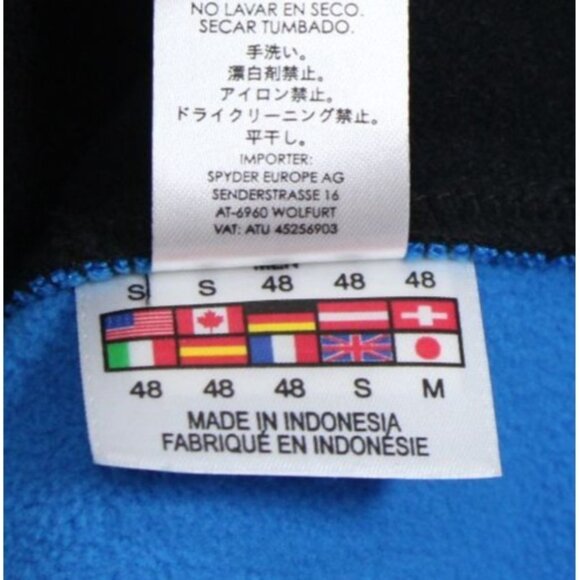 NO LAVAR EN SECO.
SECAR TUMBADO.
手洗い。
漂白剤禁止。
アイロン禁止。
ドライクリーニング禁止。
平干し。
IMPORTER:
SPYDER EUROPE AG
SENDERSTRASSE 16
AT-6960 WOLFURT
VAT: ATU 45256903
MEN
S S 48 48 48
48 48 48 S M
MADE IN INDONESIA
FABRIQUÉ EN INDONÉSIE